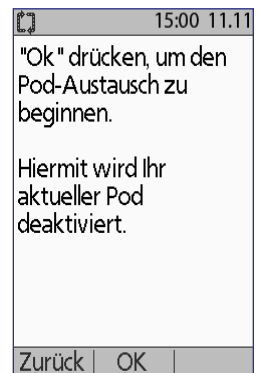 15:00 11.11
"Ok" drücken, um den
Pod-Austausch zu
beginnen.
Hiermit wird Ihr
aktueller Pod
deaktiviert.
Zurück | OK |